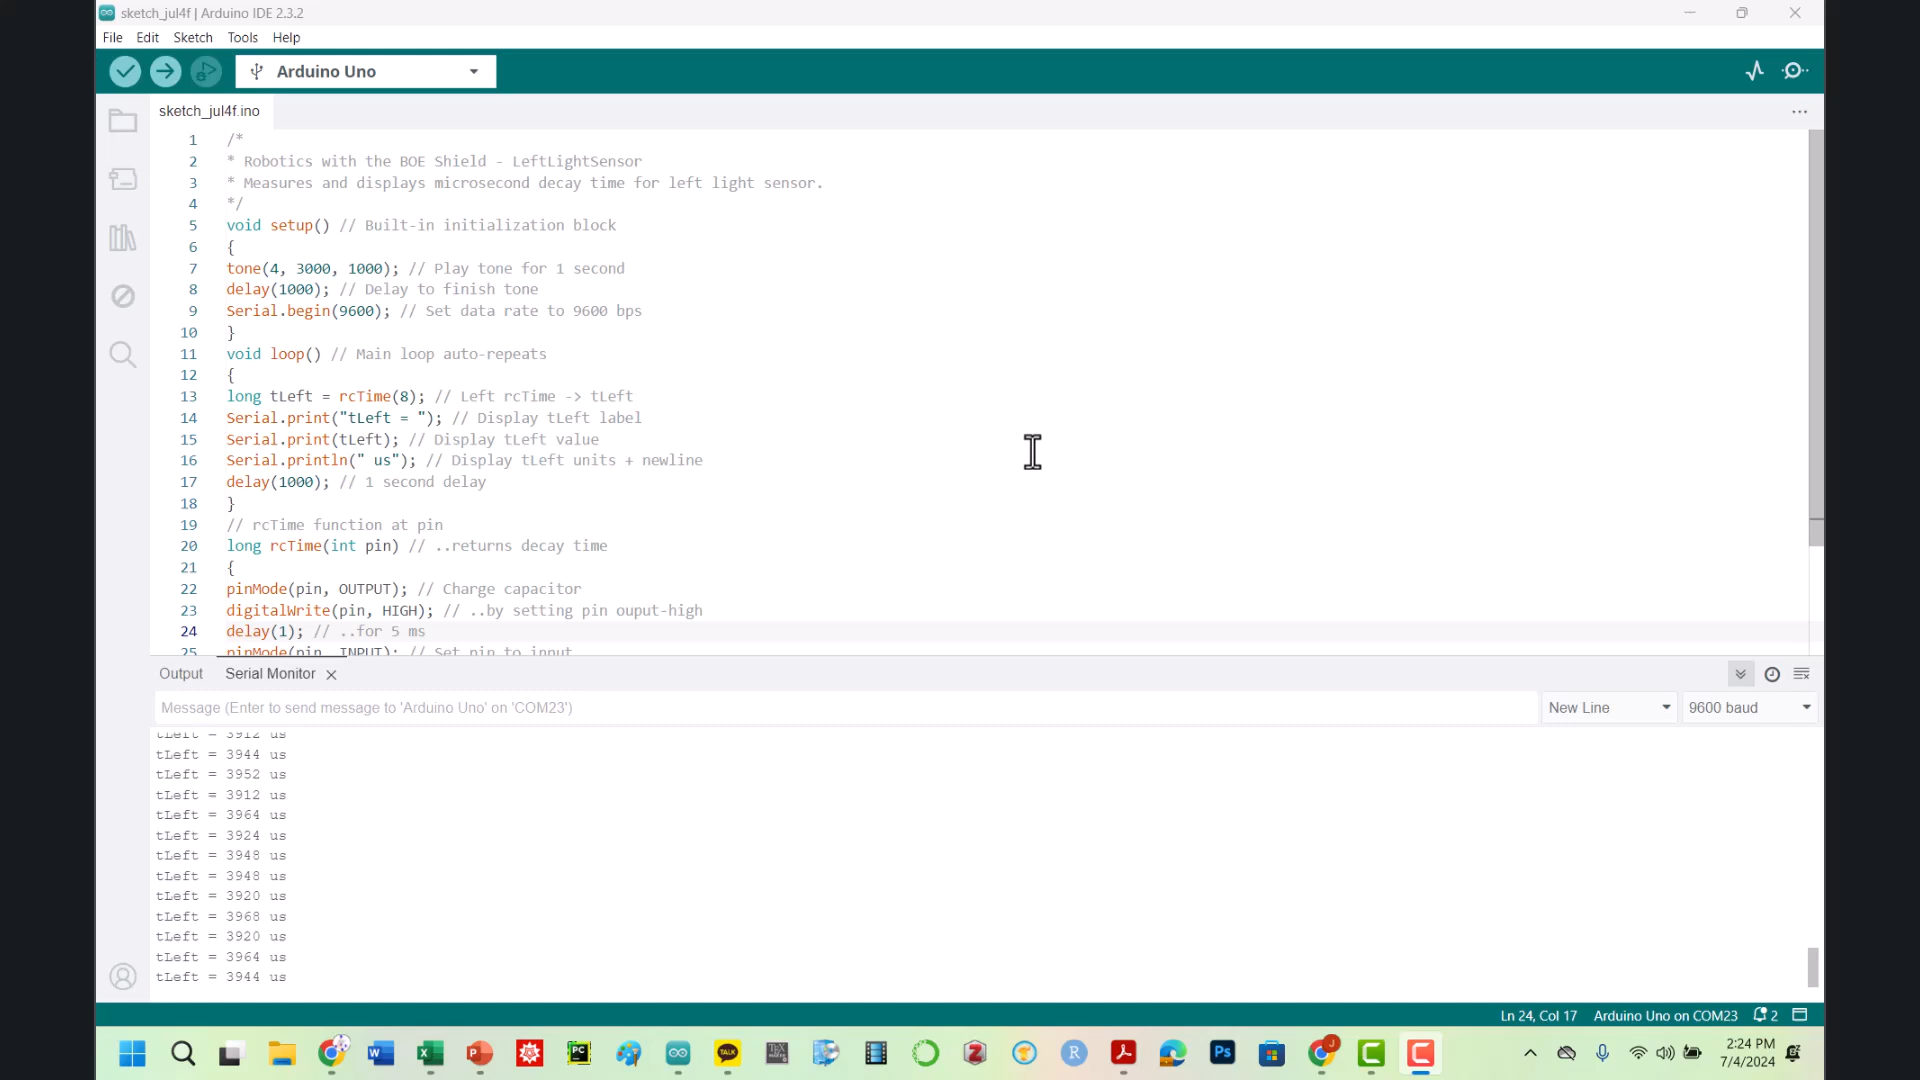 sketch_jul4f | Arduino IDE 2.3.2
File Edit Sketch Tools Help
Arduino Uno
sketch_jul4f.ino
1 /*
2 * Robotics with the BOE Shield - LeftLightSensor
3 * Measures and displays microsecond decay time for left light sensor.
4 */
5 void setup() // Built-in initialization block
6 {
7 tone(4, 3000, 1000); // Play tone for 1 second
8 delay(1000); // Delay to finish tone
9 Serial.begin(9600); // Set data rate to 9600 bps
10 }
11 void loop() // Main loop auto-repeats
12 {
13 long tLeft = rcTime(8); // Left rcTime -> tLeft
14 Serial.print("tLeft = "); // Display tLeft label
15 Serial.print(tLeft); // Display tLeft value
16 Serial.println(" us"); // Display tLeft units + newline
17 delay(1000); // 1 second delay
18 }
19 // rcTime function at pin
20 long rcTime(int pin) // ..returns decay time
21 {
22 pinMode(pin, OUTPUT); // Charge capacitor
23 digitalWrite(pin, HIGH); // ..by setting pin ouput-high
24 delay(1); // ..for 5 ms
25 pinMode(pin, INPUT); // Set pin to input
Output Serial Monitor
Message (Enter to send message to 'Arduino Uno' on 'COM23') New Line 9600 baud
tLeft = 3912 us
tLeft = 3944 us
tLeft = 3952 us
tLeft = 3912 us
tLeft = 3964 us
tLeft = 3924 us
tLeft = 3948 us
tLeft = 3948 us
tLeft = 3920 us
tLeft = 3968 us
tLeft = 3920 us
tLeft = 3964 us
tLeft = 3944 us
Ln 24, Col 17 Arduino Uno on COM23 2
W X P PC TALK TEX Z R J Ps C C
2:24 PM
7/4/2024